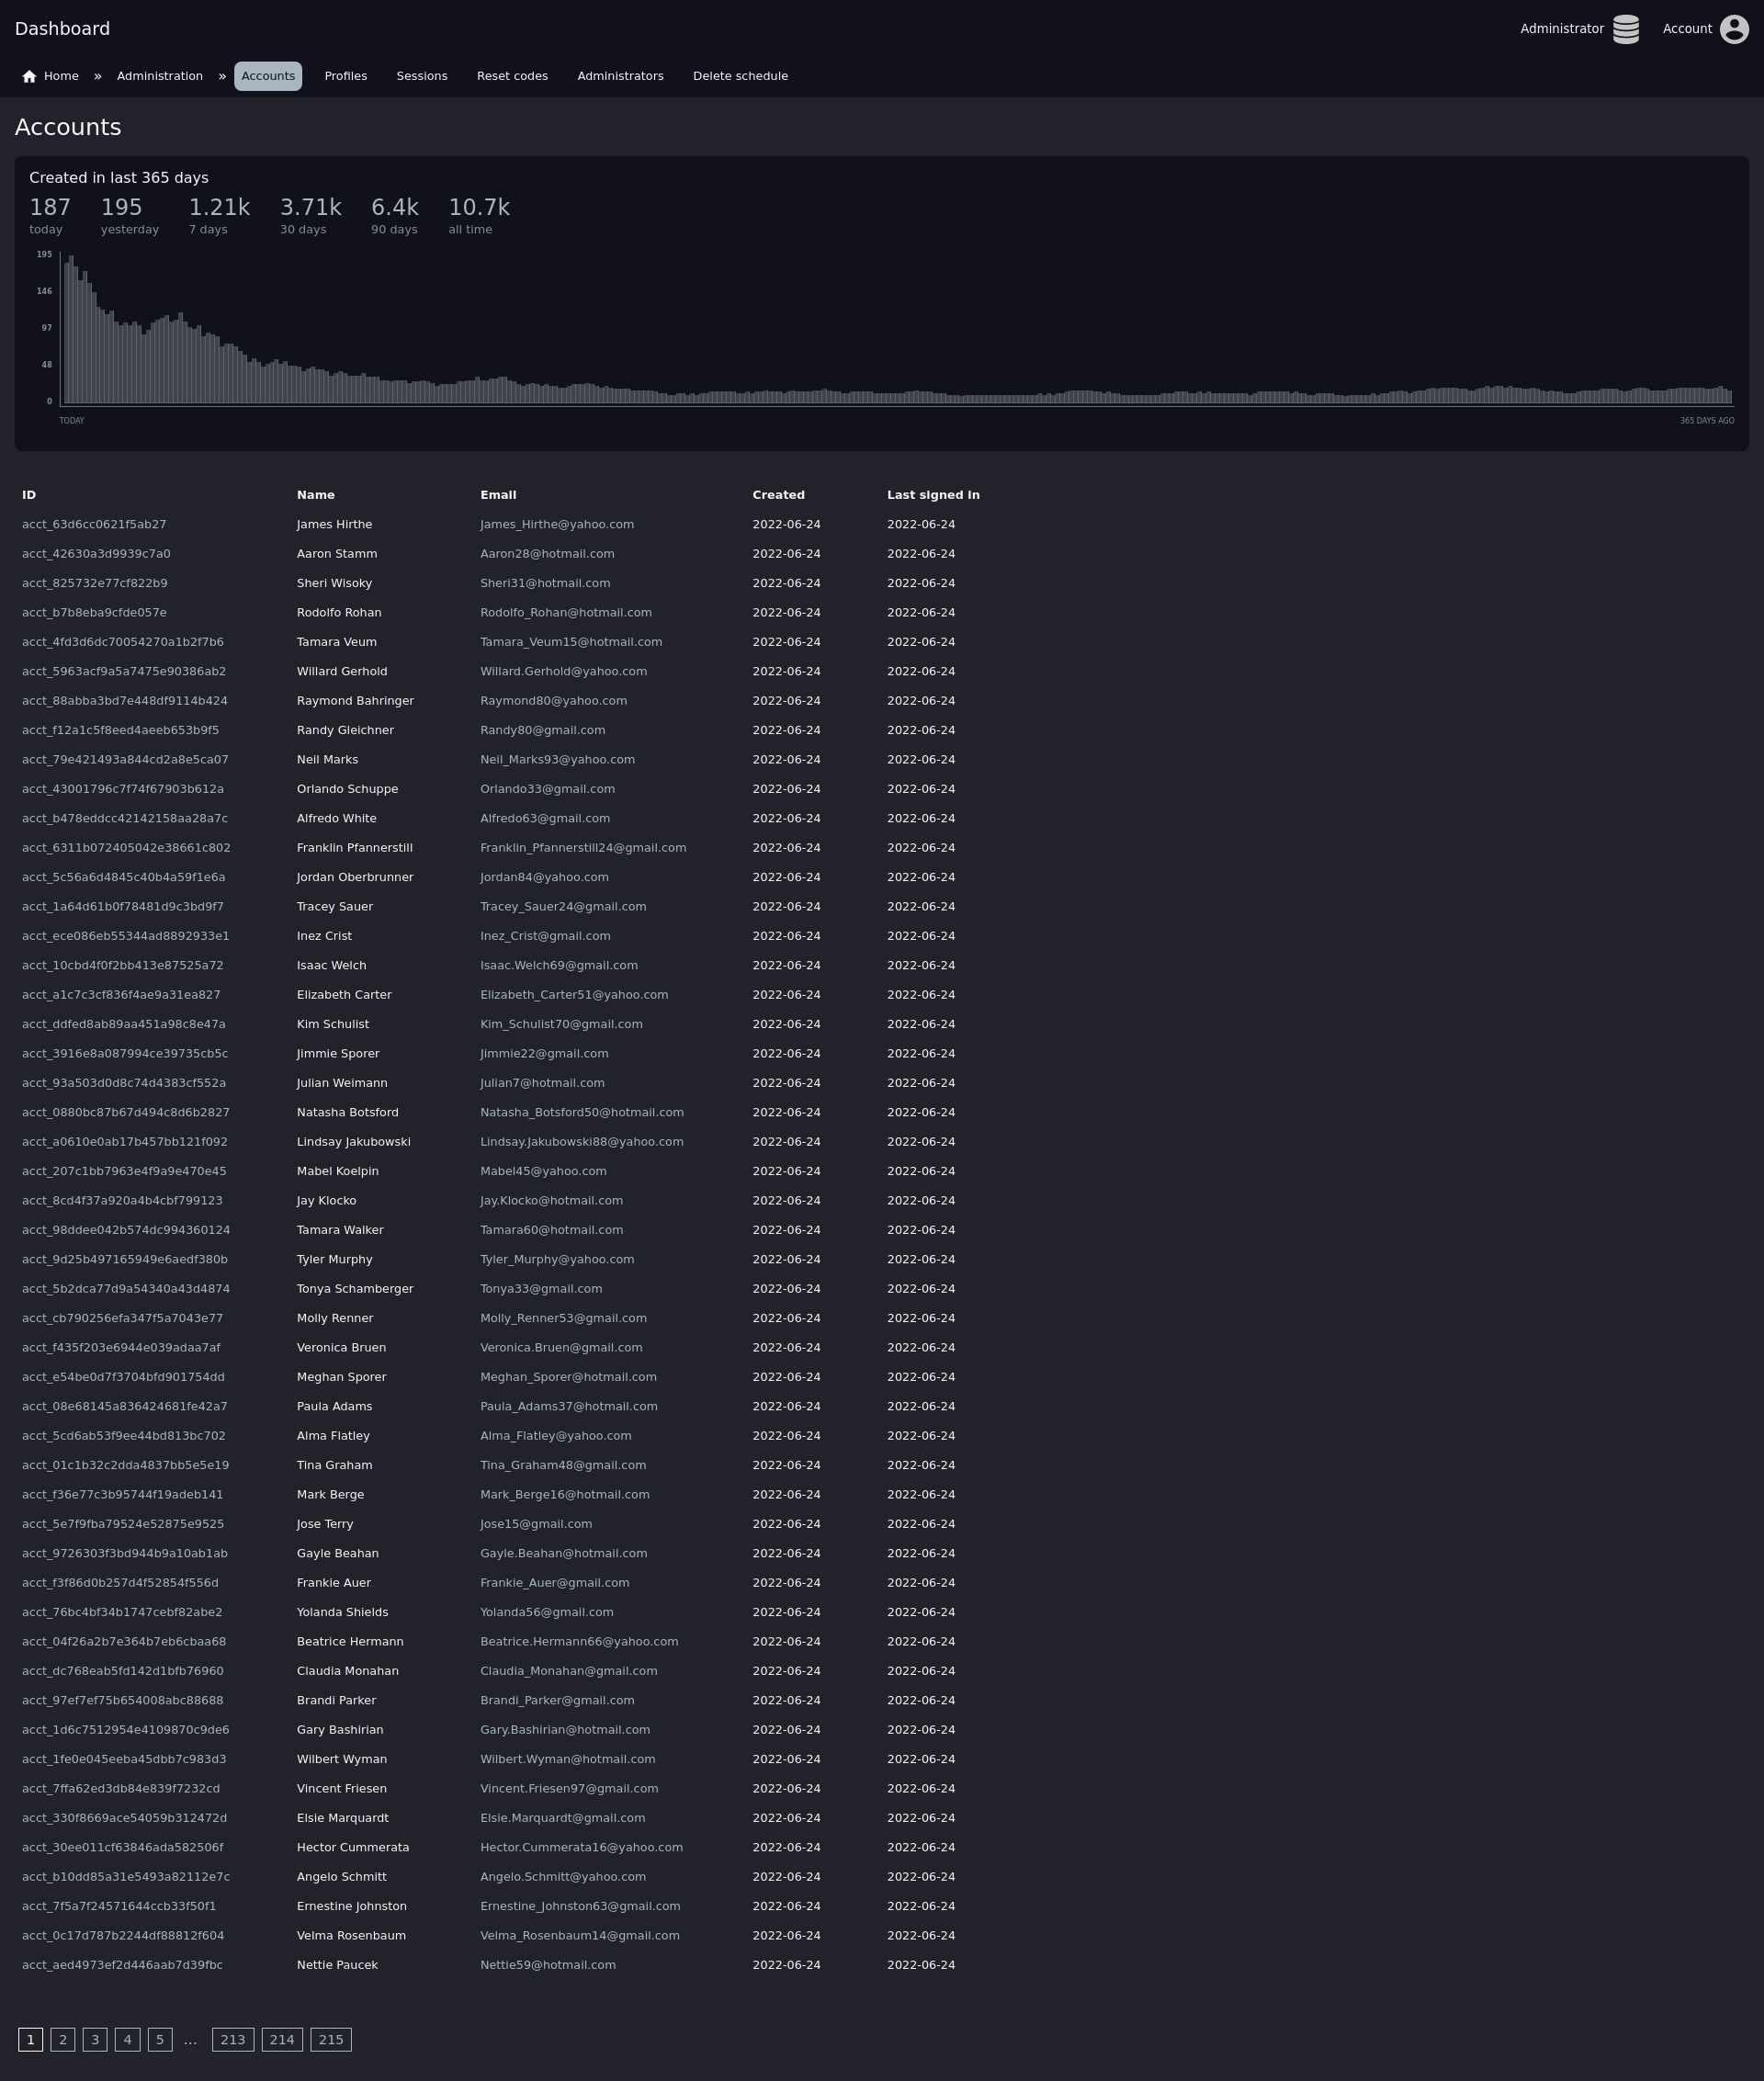 Dashboard Administrator Account
Home » Administration » Accounts Profiles Sessions Reset codes Administrators Delete schedule
Accounts
Created in last 365 days
187 195 1.21k 3.71k 6.4k 10.7k
today yesterday 7 days 30 days 90 days all time
195
146
97
48
0
TODAY 365 DAYS AGO
ID Name Email Created Last signed in
acct_63d6cc0621f5ab27 James Hirthe James_Hirthe@yahoo.com 2022-06-24 2022-06-24
acct_42630a3d9939c7a0 Aaron Stamm Aaron28@hotmail.com 2022-06-24 2022-06-24
acct_825732e77cf822b9 Sheri Wisoky Sheri31@hotmail.com 2022-06-24 2022-06-24
acct_b7b8eba9cfde057e Rodolfo Rohan Rodolfo_Rohan@hotmail.com 2022-06-24 2022-06-24
acct_4fd3d6dc70054270a1b2f7b6 Tamara Veum Tamara_Veum15@hotmail.com 2022-06-24 2022-06-24
acct_5963acf9a5a7475e90386ab2 Willard Gerhold Willard.Gerhold@yahoo.com 2022-06-24 2022-06-24
acct_88abba3bd7e448df9114b424 Raymond Bahringer Raymond80@yahoo.com 2022-06-24 2022-06-24
acct_f12a1c5f8eed4aeeb653b9f5 Randy Gleichner Randy80@gmail.com 2022-06-24 2022-06-24
acct_79e421493a844cd2a8e5ca07 Neil Marks Neil_Marks93@yahoo.com 2022-06-24 2022-06-24
acct_43001796c7f74f67903b612a Orlando Schuppe Orlando33@gmail.com 2022-06-24 2022-06-24
acct_b478eddcc42142158aa28a7c Alfredo White Alfredo63@gmail.com 2022-06-24 2022-06-24
acct_6311b072405042e38661c802 Franklin Pfannerstill Franklin_Pfannerstill24@gmail.com 2022-06-24 2022-06-24
acct_5c56a6d4845c40b4a59f1e6a Jordan Oberbrunner Jordan84@yahoo.com 2022-06-24 2022-06-24
acct_1a64d61b0f78481d9c3bd9f7 Tracey Sauer Tracey_Sauer24@gmail.com 2022-06-24 2022-06-24
acct_ece086eb55344ad8892933e1 Inez Crist Inez_Crist@gmail.com 2022-06-24 2022-06-24
acct_10cbd4f0f2bb413e87525a72 Isaac Welch Isaac.Welch69@gmail.com 2022-06-24 2022-06-24
acct_a1c7c3cf836f4ae9a31ea827 Elizabeth Carter Elizabeth_Carter51@yahoo.com 2022-06-24 2022-06-24
acct_ddfed8ab89aa451a98c8e47a Kim Schulist Kim_Schulist70@gmail.com 2022-06-24 2022-06-24
acct_3916e8a087994ce39735cb5c Jimmie Sporer Jimmie22@gmail.com 2022-06-24 2022-06-24
acct_93a503d0d8c74d4383cf552a Julian Weimann Julian7@hotmail.com 2022-06-24 2022-06-24
acct_0880bc87b67d494c8d6b2827 Natasha Botsford Natasha_Botsford50@hotmail.com 2022-06-24 2022-06-24
acct_a0610e0ab17b457bb121f092 Lindsay Jakubowski Lindsay.Jakubowski88@yahoo.com 2022-06-24 2022-06-24
acct_207c1bb7963e4f9a9e470e45 Mabel Koelpin Mabel45@yahoo.com 2022-06-24 2022-06-24
acct_8cd4f37a920a4b4cbf799123 Jay Klocko Jay.Klocko@hotmail.com 2022-06-24 2022-06-24
acct_98ddee042b574dc994360124 Tamara Walker Tamara60@hotmail.com 2022-06-24 2022-06-24
acct_9d25b497165949e6aedf380b Tyler Murphy Tyler_Murphy@yahoo.com 2022-06-24 2022-06-24
acct_5b2dca77d9a54340a43d4874 Tonya Schamberger Tonya33@gmail.com 2022-06-24 2022-06-24
acct_cb790256efa347f5a7043e77 Molly Renner Molly_Renner53@gmail.com 2022-06-24 2022-06-24
acct_f435f203e6944e039adaa7af Veronica Bruen Veronica.Bruen@gmail.com 2022-06-24 2022-06-24
acct_e54be0d7f3704bfd901754dd Meghan Sporer Meghan_Sporer@hotmail.com 2022-06-24 2022-06-24
acct_08e68145a836424681fe42a7 Paula Adams Paula_Adams37@hotmail.com 2022-06-24 2022-06-24
acct_5cd6ab53f9ee44bd813bc702 Alma Flatley Alma_Flatley@yahoo.com 2022-06-24 2022-06-24
acct_01c1b32c2dda4837bb5e5e19 Tina Graham Tina_Graham48@gmail.com 2022-06-24 2022-06-24
acct_f36e77c3b95744f19adeb141 Mark Berge Mark_Berge16@hotmail.com 2022-06-24 2022-06-24
acct_5e7f9fba79524e52875e9525 Jose Terry Jose15@gmail.com 2022-06-24 2022-06-24
acct_9726303f3bd944b9a10ab1ab Gayle Beahan Gayle.Beahan@hotmail.com 2022-06-24 2022-06-24
acct_f3f86d0b257d4f52854f556d Frankie Auer Frankie_Auer@gmail.com 2022-06-24 2022-06-24
acct_76bc4bf34b1747cebf82abe2 Yolanda Shields Yolanda56@gmail.com 2022-06-24 2022-06-24
acct_04f26a2b7e364b7eb6cbaa68 Beatrice Hermann Beatrice.Hermann66@yahoo.com 2022-06-24 2022-06-24
acct_dc768eab5fd142d1bfb76960 Claudia Monahan Claudia_Monahan@gmail.com 2022-06-24 2022-06-24
acct_97ef7ef75b654008abc88688 Brandi Parker Brandi_Parker@gmail.com 2022-06-24 2022-06-24
acct_1d6c7512954e4109870c9de6 Gary Bashirian Gary.Bashirian@hotmail.com 2022-06-24 2022-06-24
acct_1fe0e045eeba45dbb7c983d3 Wilbert Wyman Wilbert.Wyman@hotmail.com 2022-06-24 2022-06-24
acct_7ffa62ed3db84e839f7232cd Vincent Friesen Vincent.Friesen97@gmail.com 2022-06-24 2022-06-24
acct_330f8669ace54059b312472d Elsie Marquardt Elsie.Marquardt@gmail.com 2022-06-24 2022-06-24
acct_30ee011cf63846ada582506f Hector Cummerata Hector.Cummerata16@yahoo.com 2022-06-24 2022-06-24
acct_b10dd85a31e5493a82112e7c Angelo Schmitt Angelo.Schmitt@yahoo.com 2022-06-24 2022-06-24
acct_7f5a7f24571644ccb33f50f1 Ernestine Johnston Ernestine_Johnston63@gmail.com 2022-06-24 2022-06-24
acct_0c17d787b2244df88812f604 Velma Rosenbaum Velma_Rosenbaum14@gmail.com 2022-06-24 2022-06-24
acct_aed4973ef2d446aab7d39fbc Nettie Paucek Nettie59@hotmail.com 2022-06-24 2022-06-24
1 2 3 4 5 … 213 214 215